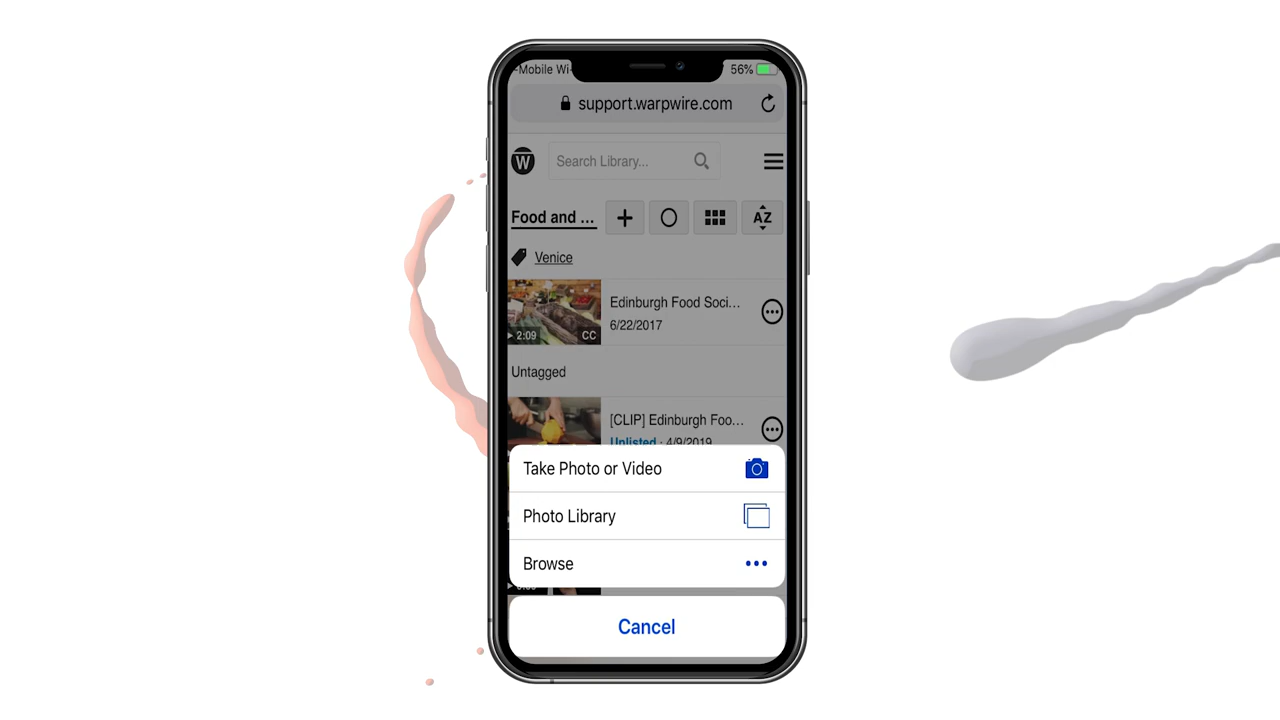 -Mobile Wi-
56%
support.warpwire.com
W
Search Library...
Food and ...
AZ
Venice
2:09
CC
Edinburgh Food Soci...
6/22/2017
Untagged
[CLIP] Edinburgh Foo...
Unlisted · 4/9/2019
Take Photo or Video
Photo Library
Browse
Cancel